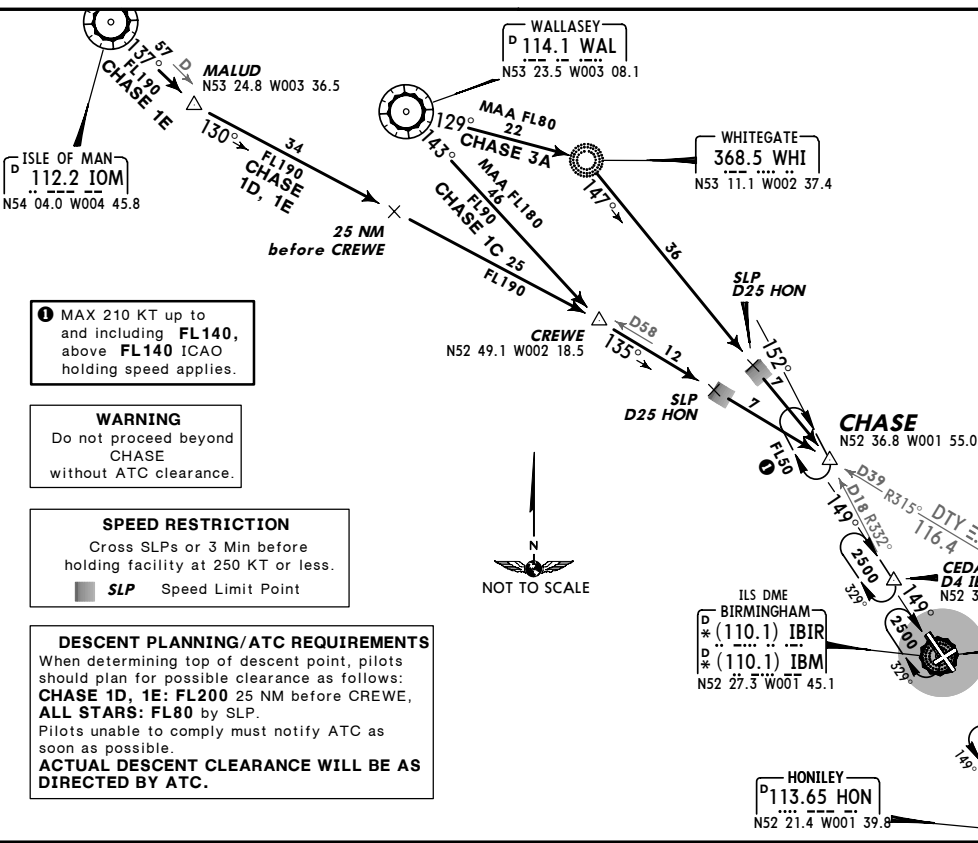 WALLASEY
D 114.1 WAL
N53 23.5 W003 08.1
57
D
137°
FL190
CHASE 1E
MALUD
N53 24.8 W003 36.5
ISLE OF MAN
D 112.2 IOM
N54 04.0 W004 45.8
130°
34
FL190
CHASE
1D, 1E
129°
MAA FL80
22
CHASE 3A
WHITEGATE
368.5 WHI
N53 11.1 W002 37.4
143°
MAA FL180
46
FL90
CHASE 1C
147°
36
25 NM
before CREWE
25
FL190
SLP
D25 HON
CREWE
N52 49.1 W002 18.5
D58
135°
12
152°
7
SLP
D25 HON
7
CHASE
N52 36.8 W001 55.0
FL50
1
1 MAX 210 KT up to
and including FL140,
above FL140 ICAO
holding speed applies.
WARNING
Do not proceed beyond
CHASE
without ATC clearance.
SPEED RESTRICTION
Cross SLPs or 3 Min before
holding facility at 250 KT or less.
SLP Speed Limit Point
N
NOT TO SCALE
D39
R315°
DTY
116.4
D18 R332°
149°
2500
329°
CEDA
D4 IB
N52 3
149°
2500
329°
ILS DME
BIRMINGHAM
D
* (110.1) IBIR
D
* (110.1) IBM
N52 27.3 W001 45.1
DESCENT PLANNING/ATC REQUIREMENTS
When determining top of descent point, pilots
should plan for possible clearance as follows:
CHASE 1D, 1E: FL200 25 NM before CREWE,
ALL STARS: FL80 by SLP.
Pilots unable to comply must notify ATC as
soon as possible.
ACTUAL DESCENT CLEARANCE WILL BE AS
DIRECTED BY ATC.
149°
HONILEY
D 113.65 HON
N52 21.4 W001 39.8